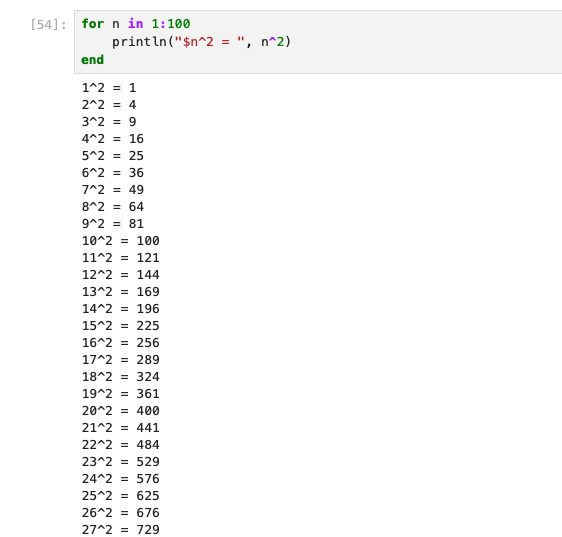 [54]: for n in 1:100
    println("$n^2 = ", n^2)
end
1^2 = 1
2^2 = 4
3^2 = 9
4^2 = 16
5^2 = 25
6^2 = 36
7^2 = 49
8^2 = 64
9^2 = 81
10^2 = 100
11^2 = 121
12^2 = 144
13^2 = 169
14^2 = 196
15^2 = 225
16^2 = 256
17^2 = 289
18^2 = 324
19^2 = 361
20^2 = 400
21^2 = 441
22^2 = 484
23^2 = 529
24^2 = 576
25^2 = 625
26^2 = 676
27^2 = 729